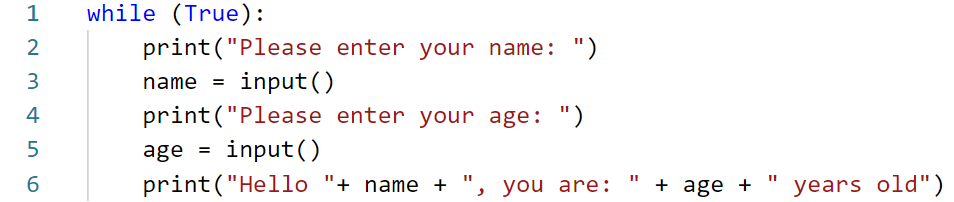 1 while (True):
2 print("Please enter your name: ")
3 name = input()
4 print("Please enter your age: ")
5 age = input()
6 print("Hello "+ name + ", you are: " + age + " years old")